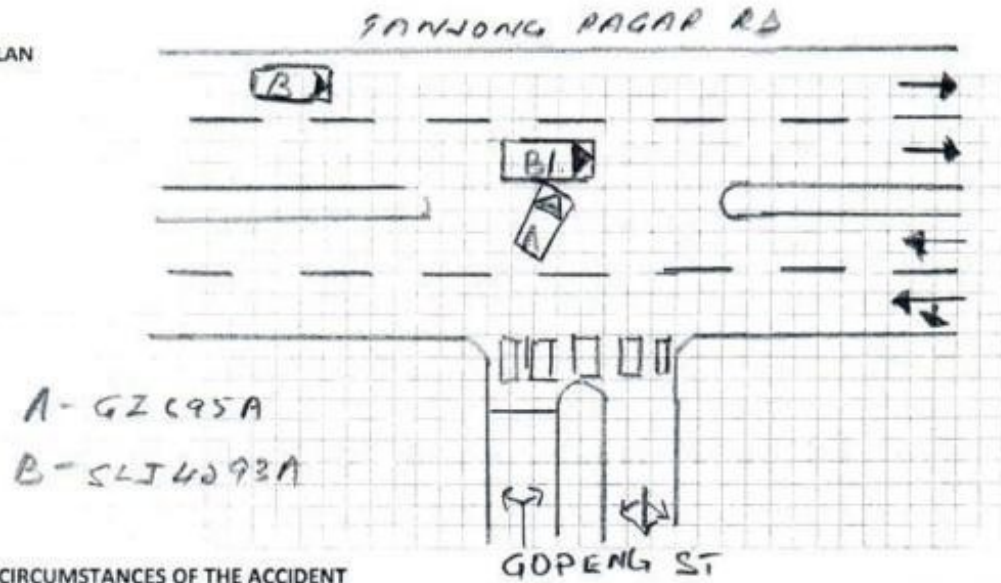 TANJONG PAGAR RD
LAN
B
B1
A
A - GZ695A
B - SLJ4093A
GOPENG ST
CIRCUMSTANCES OF THE ACCIDENT